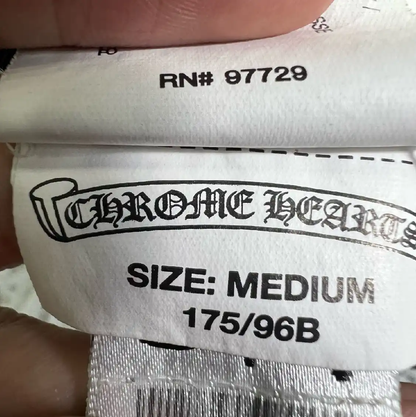 RN# 97729
CHROME HEARTS
SIZE: MEDIUM
175/96B